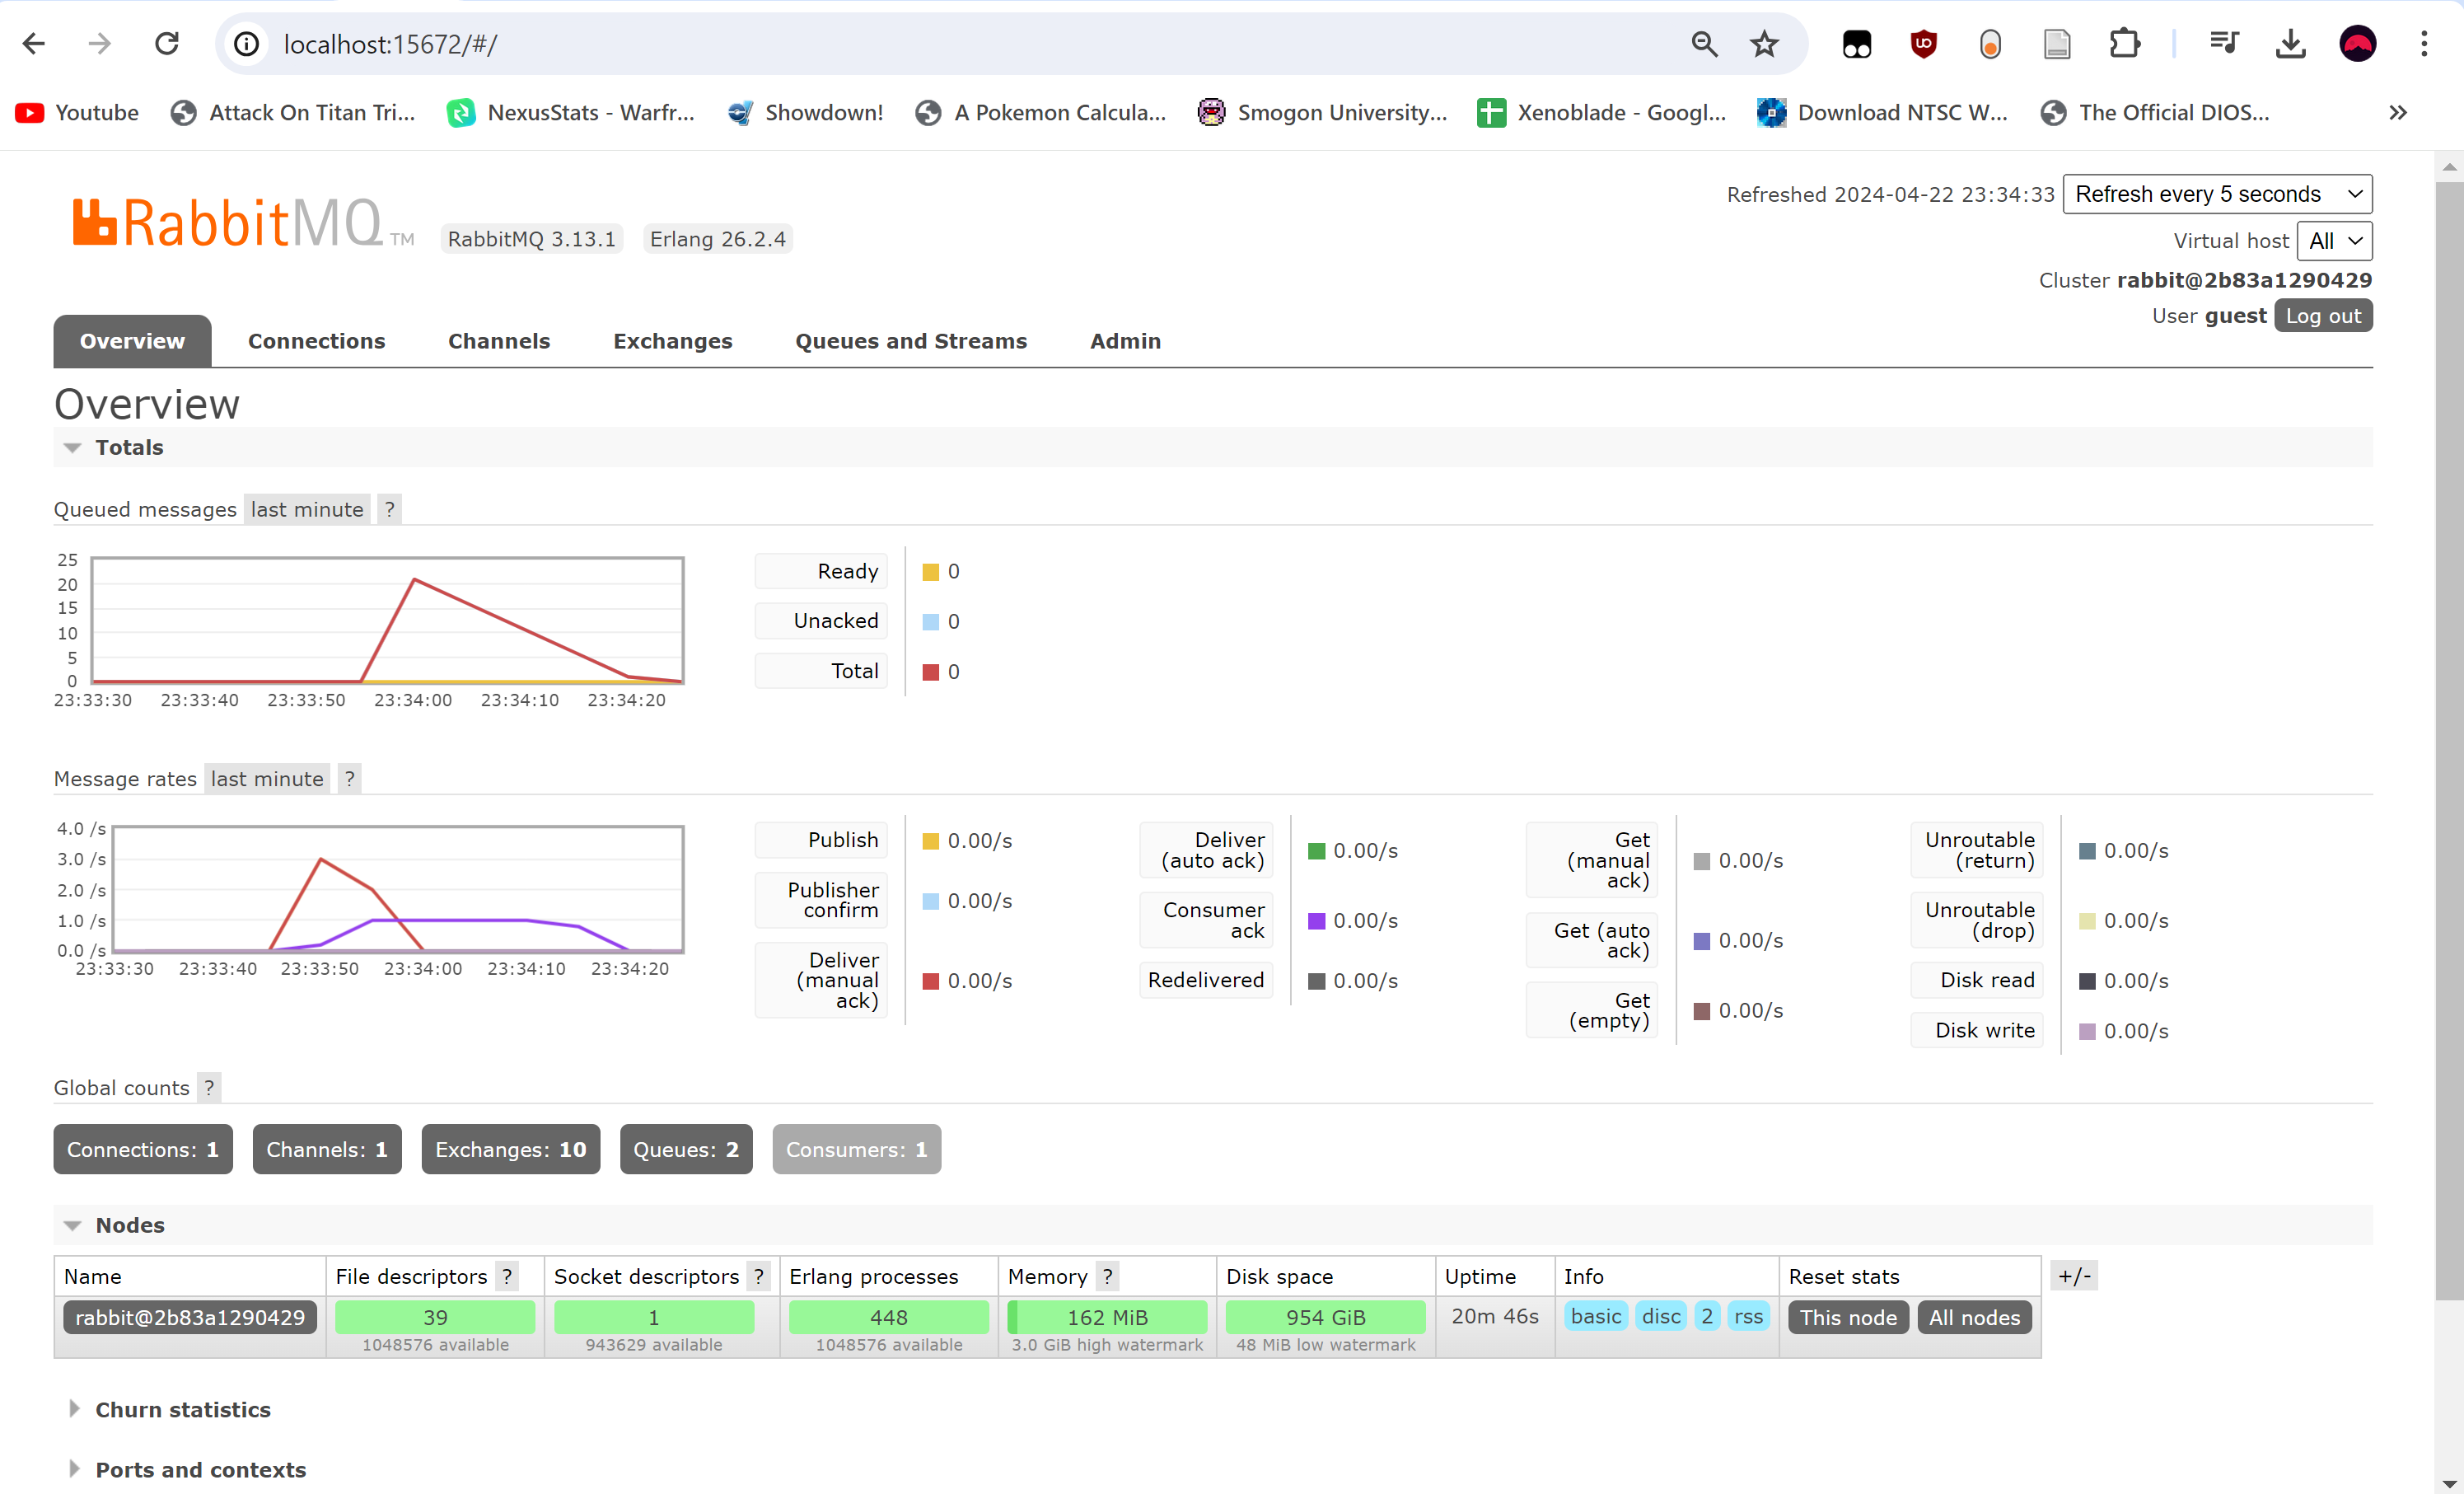 localhost:15672/#/
Youtube
Attack On Titan Tri...
NexusStats - Warfr...
Showdown!
A Pokemon Calcula...
Smogon University...
Xenoblade - Googl...
Download NTSC W...
The Official DIOS...
»
RabbitMQ TM
RabbitMQ 3.13.1
Erlang 26.2.4
Refreshed 2024-04-22 23:34:33 Refresh every 5 seconds
Virtual host All
Cluster rabbit@2b83a1290429
User guest Log out
Overview Connections Channels Exchanges Queues and Streams Admin
Overview
Totals
Queued messages last minute ?
25
20
15
10
5
0
23:33:30 23:33:40 23:33:50 23:34:00 23:34:10 23:34:20
Ready 0
Unacked 0
Total 0
Message rates last minute ?
4.0 /s
3.0 /s
2.0 /s
1.0 /s
0.0 /s
23:33:30 23:33:40 23:33:50 23:34:00 23:34:10 23:34:20
Publish 0.00/s
Publisher
confirm 0.00/s
Deliver
(manual
ack) 0.00/s
Deliver
(auto ack) 0.00/s
Consumer
ack 0.00/s
Redelivered 0.00/s
Get
(manual
ack) 0.00/s
Get (auto
ack) 0.00/s
Get
(empty) 0.00/s
Unroutable
(return) 0.00/s
Unroutable
(drop) 0.00/s
Disk read 0.00/s
Disk write 0.00/s
Global counts ?
Connections: 1 Channels: 1 Exchanges: 10 Queues: 2 Consumers: 1
Nodes
Name File descriptors ? Socket descriptors ? Erlang processes Memory ? Disk space Uptime Info Reset stats +/-
rabbit@2b83a1290429 39 1 448 162 MiB 954 GiB 20m 46s basic disc 2 rss This node All nodes
1048576 available 943629 available 1048576 available 3.0 GiB high watermark 48 MiB low watermark
Churn statistics
Ports and contexts